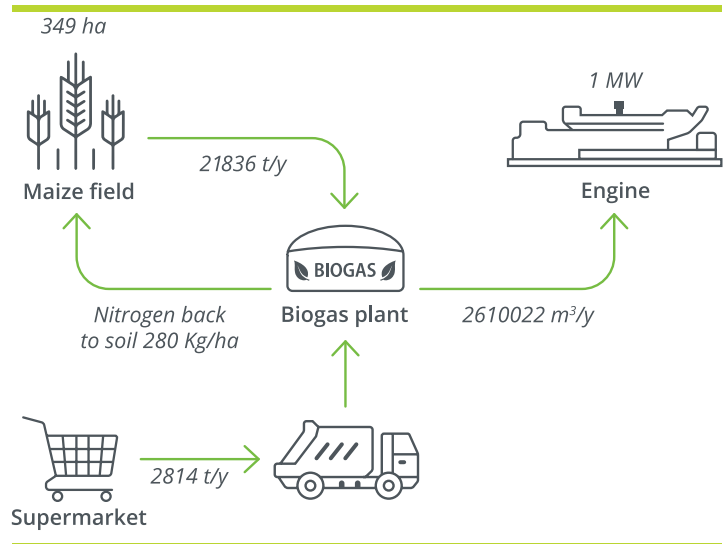 349 ha
1 MW
21836 t/y
Maize field
Engine
BIOGAS
Nitrogen back
to soil 280 Kg/ha
Biogas plant
2610022 m³/y
2814 t/y
Supermarket